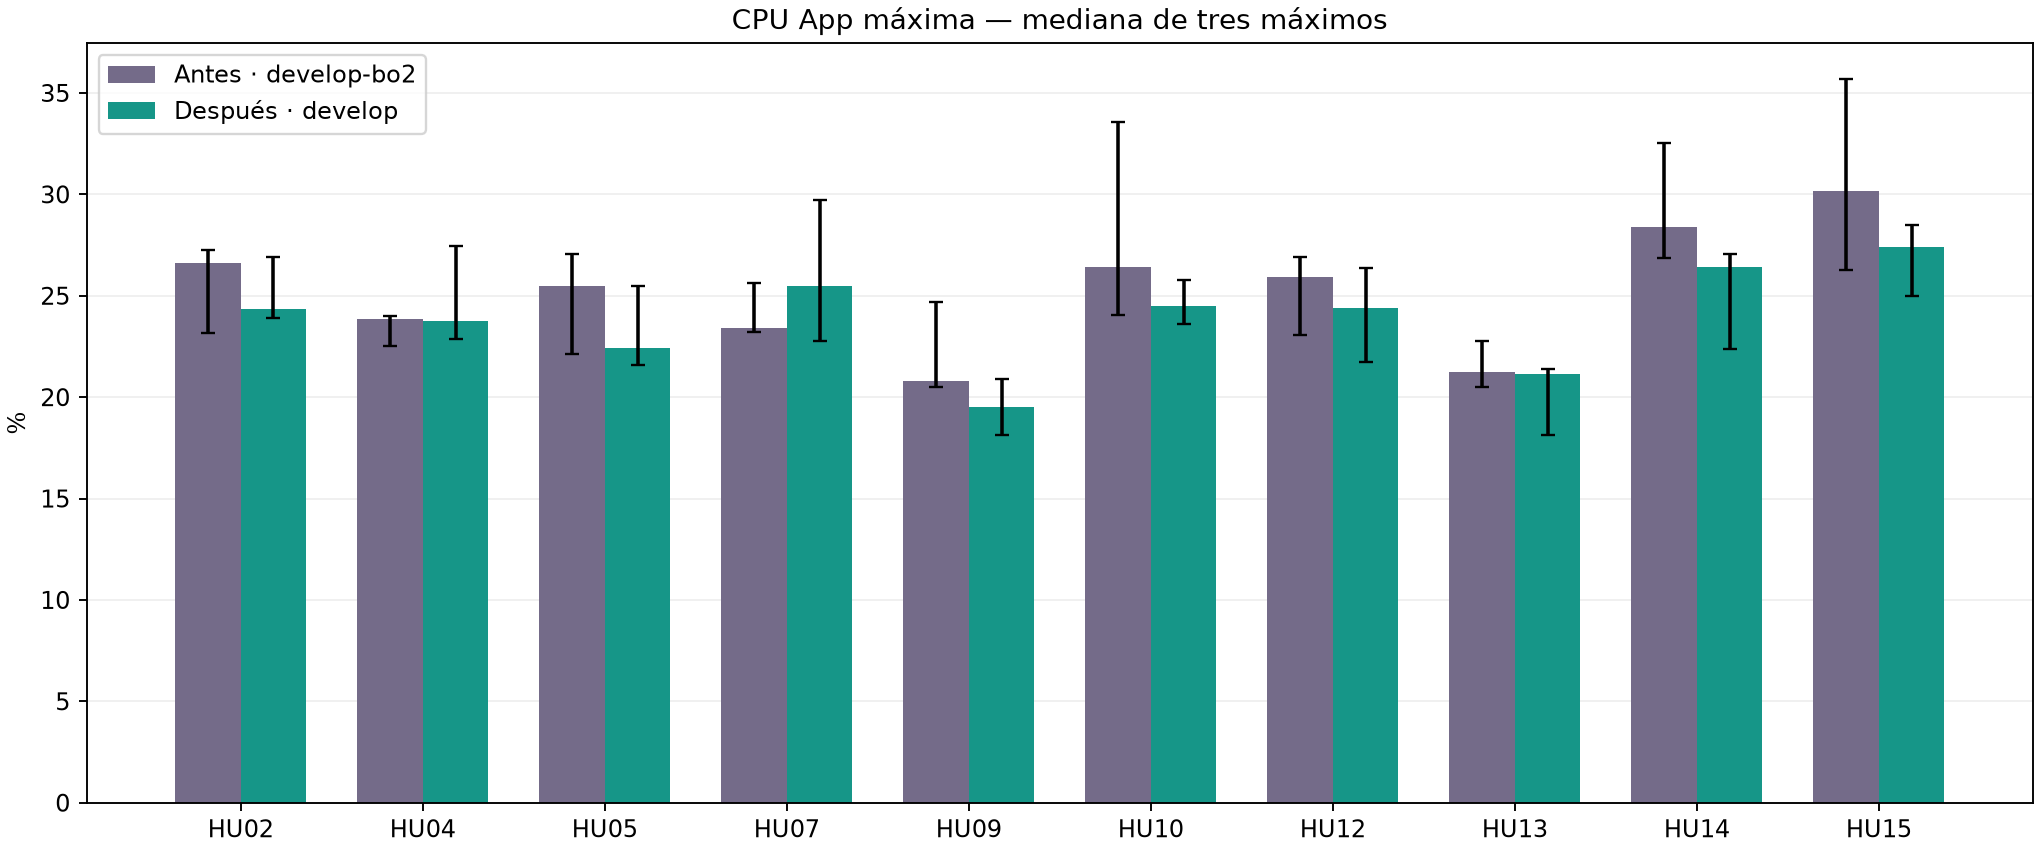 CPU App máxima — mediana de tres máximos
Antes · develop-bo2
Después · develop
%
35
30
25
20
15
10
5
0
HU02 HU04 HU05 HU07 HU09 HU10 HU12 HU13 HU14 HU15